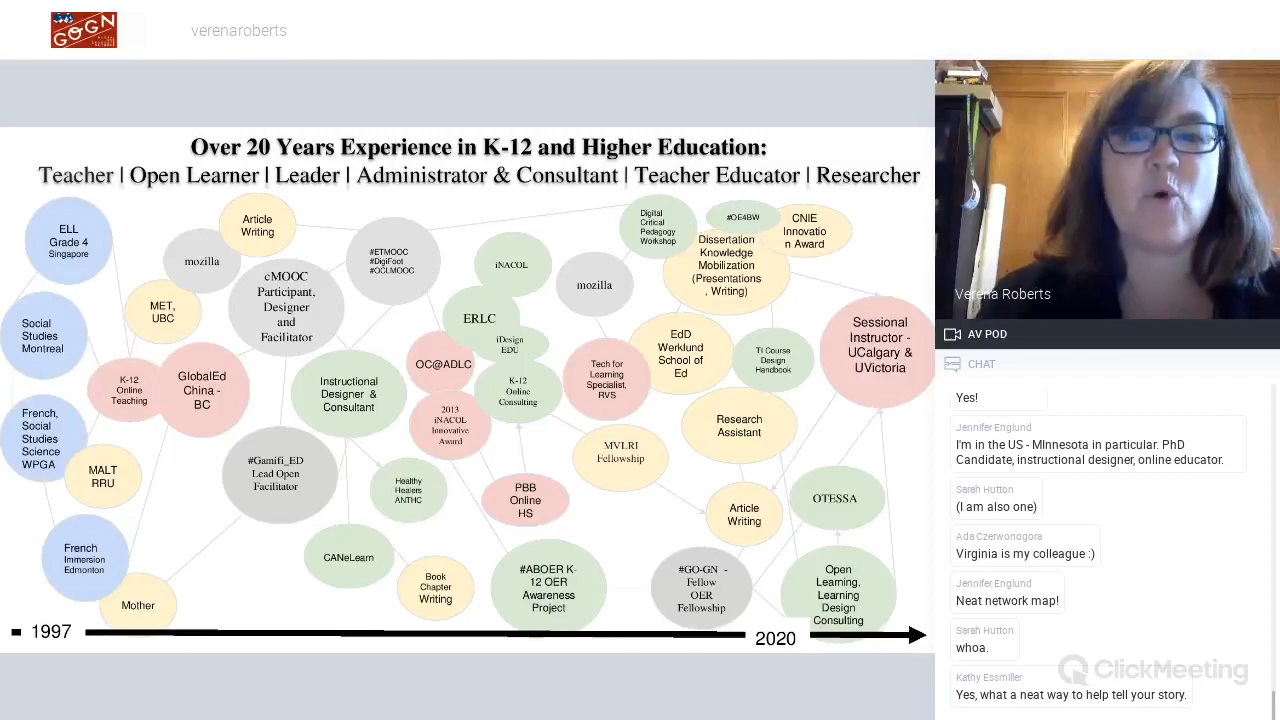 GOGN
verenaroberts
Over 20 Years Experience in K-12 and Higher Education:
Teacher | Open Learner | Leader | Administrator & Consultant | Teacher Educator | Researcher
ELL
Grade 4
Singapore
Social
Studies
Montreal
French,
Social
Studies
Science
WPGA
MALT
RRU
French
Immersion
Edmonton
Mother
K-12
Online
Teaching
MET,
UBC
mozilla
Article
Writing
GlobalEd
China -
BC
cMOOC
Participant,
Designer
and
Facilitator
#Gamifi_ED
Lead Open
Facilitator
#ETMOOC
#DigiFoot
#OCLMOOC
Instructional
Designer &
Consultant
CANeLearn
Healthy
Healers
ANTHC
Book
Chapter
Writing
OC@ADLC
2013
iNACOL
Innovative
Award
iNACOL
ERLC
iDesign
EDU
K-12
Online
Consulting
PBB
Online
HS
#ABOER K-
12 OER
Awareness
Project
mozilla
Tech for
Learning
Specialist,
RVS
MVLRI
Fellowship
Digital
Critical
Pedagogy
Workshop
#OE4BW
CNIE
Innovatio
n Award
Dissertation
Knowledge
Mobilization
(Presentations
, Writing)
EdD
Werklund
School of
Ed
TI Course
Design
Handbook
Research
Assistant
Article
Writing
#GO-GN -
Fellow
OER
Fellowship
Sessional
Instructor -
UCalgary &
UVictoria
OTESSA
Open
Learning,
Learning
Design
Consulting
1997
2020
Verena Roberts
AV POD
CHAT
Yes!
Jennifer Englund
I'm in the US - MInnesota in particular. PhD
Candidate, instructional designer, online educator.
Sarah Hutton
(I am also one)
Ada Czerwonogora
Virginia is my colleague :)
Jennifer Englund
Neat network map!
Sarah Hutton
whoa.
Kathy Essmiller
Yes, what a neat way to help tell your story.
ClickMeeting